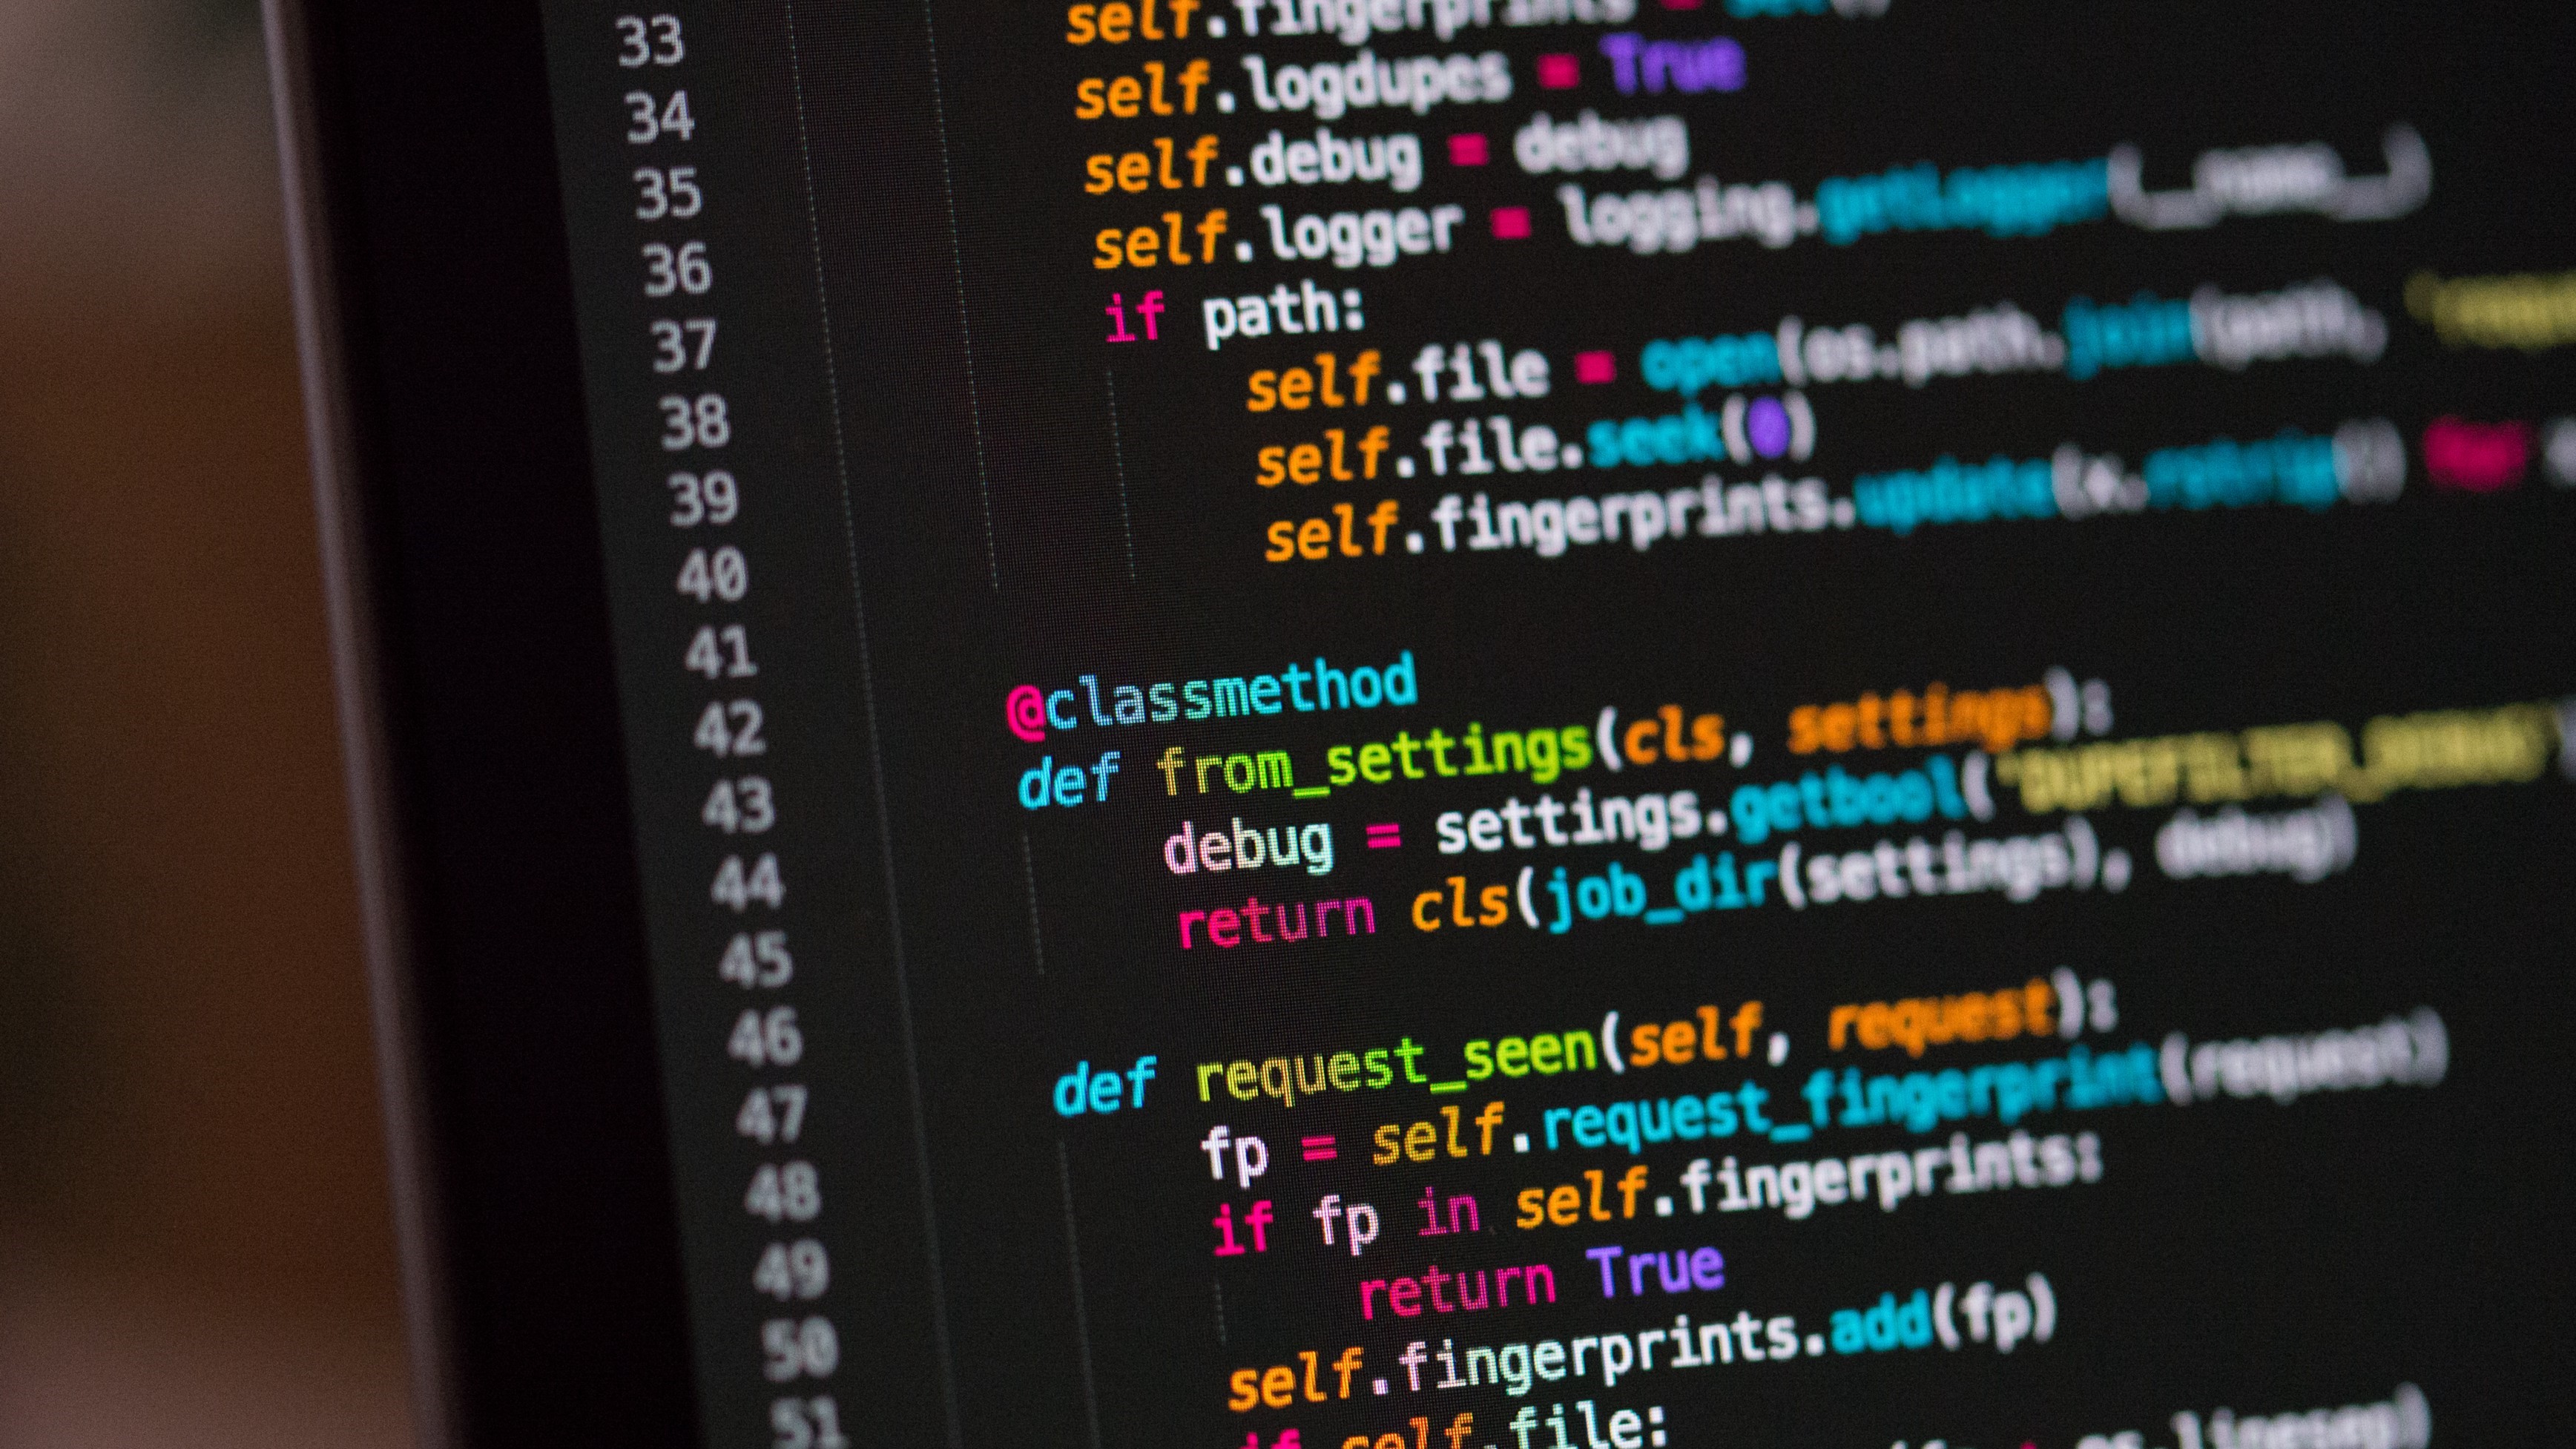 33 self.fingerprints = set()
34 self.logdupes = True
35 self.debug = debug
36 self.logger = logging.getLogger(__name__)
37 if path:
38 self.file = open(os.path.join(path,
39 self.file.seek(0)
40 self.fingerprints.update(x.rstrip() for
41
42 @classmethod
43 def from_settings(cls, settings):
44 debug = settings.getbool('DUPEFILTER_DEBUG'
45 return cls(job_dir(settings), debug)
46
47 def request_seen(self, request):
48 fp = self.request_fingerprint(request)
49 if fp in self.fingerprints:
50 return True
51 self.fingerprints.add(fp)
if self.file:
(fp + os.linesep)